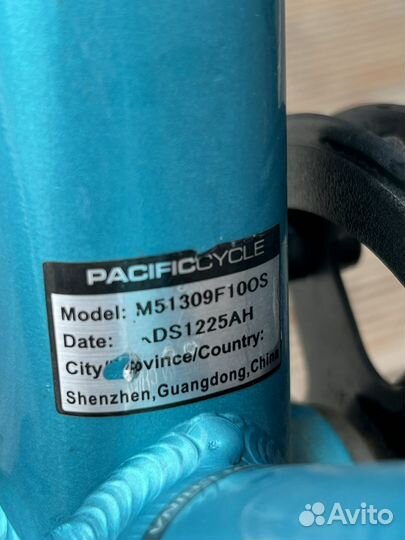 PACIFICCYCLE
Model: M51309F100S
Date: DS1225AH
City/ovince/Country:
Shenzhen,Guangdong,China
Avito